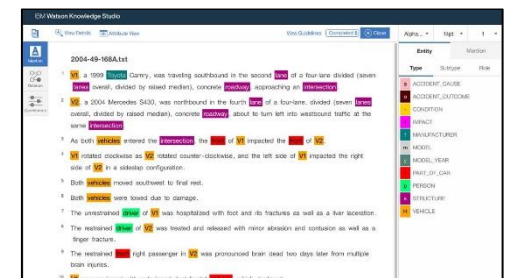 IBM Watson Knowledge Studio
View Details Attribute View View Guidelines Completed Close
Entity Mention
Type Subtype Role
2004-49-168A.txt
1 V1, a 1999 Toyota Camry, was traveling southbound in the second lane of a four-lane divided (seven
lanes overall, divided by raised median), concrete roadway, approaching an intersection.
2 V2, a 2004 Mercedes S430, was northbound in the fourth lane of a four-lane, divided (seven lanes
overall, divided by raised median), concrete roadway about to turn left into westbound traffic at the
same intersection.
3 As both vehicles entered the intersection, the front of V1 impacted the front of V2.
4 V1 rotated clockwise as V2 rotated counter-clockwise, and the left side of V1 impacted the right
side of V2 in a sideslap configuration.
5 Both vehicles moved southwest to final rest.
6 Both vehicles were towed due to damage.
7 The unrestrained driver of V1 was hospitalized with foot and rib fractures as well as a liver laceration.
8 The restrained driver of V2 was treated and released with minor abrasion and contusion as well as a
finger fracture.
9 The restrained front right passenger in V2 was pronounced brain dead two days later from multiple
brain injuries.
ACCIDENT_CAUSE
ACCIDENT_OUTCOME
CONDITION
IMPACT
MANUFACTURER
MODEL
MODEL_YEAR
PART_OF_CAR
PERSON
STRUCTURE
VEHICLE